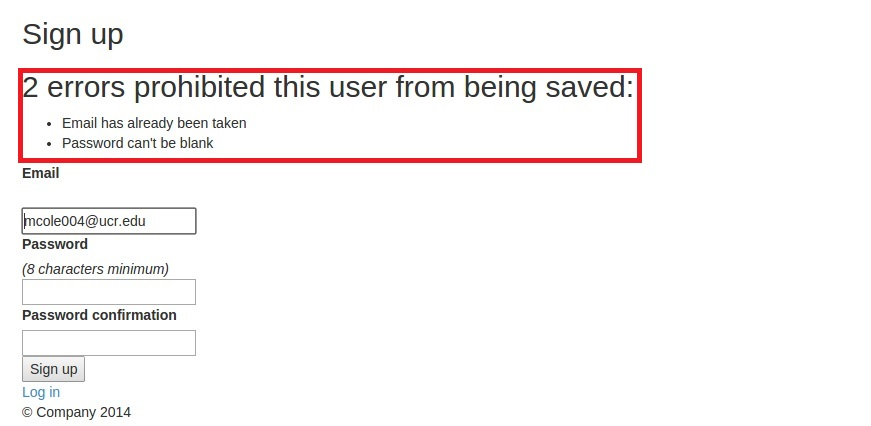 Sign up
2 errors prohibited this user from being saved:
Email has already been taken
Password can't be blank
Email
mcole004@ucr.edu
Password
(8 characters minimum)
Password confirmation
Sign up
Log in
© Company 2014